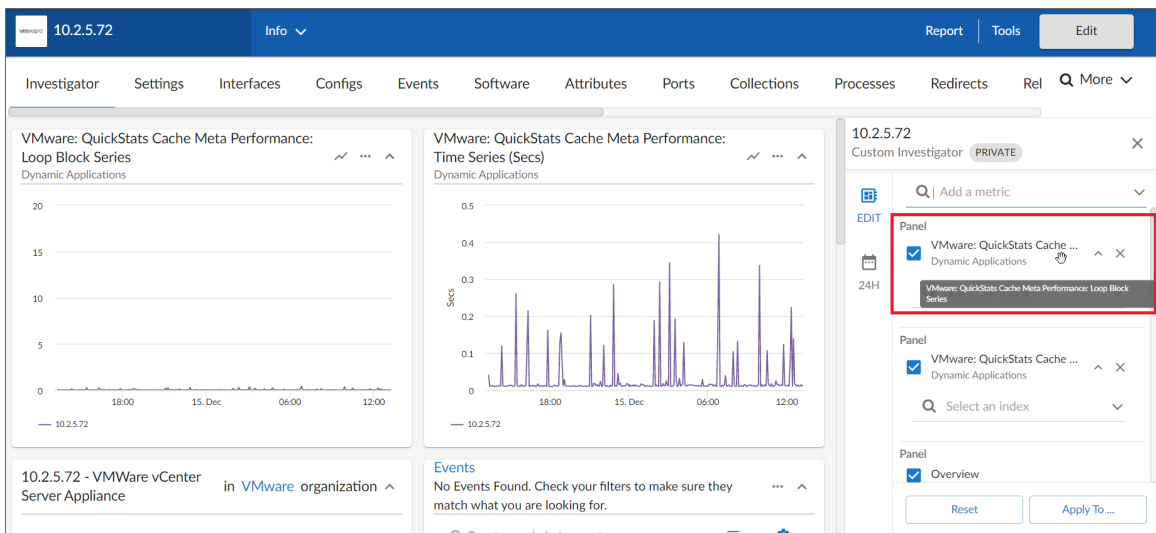 vmware 10.2.5.72 Info Report Tools Edit
Investigator Settings Interfaces Configs Events Software Attributes Ports Collections Processes Redirects Rel More
VMware: QuickStats Cache Meta Performance:
Loop Block Series
Dynamic Applications
20
15
10
5
0
18:00 15. Dec 06:00 12:00
10.2.5.72
VMware: QuickStats Cache Meta Performance:
Time Series (Secs)
Dynamic Applications
Secs
0.5
0.4
0.3
0.2
0.1
0
18:00 15. Dec 06:00 12:00
10.2.5.72
10.2.5.72 - VMWare vCenter
Server Appliance
in VMware organization
Events
No Events Found. Check your filters to make sure they
match what you are looking for.
10.2.5.72
Custom Investigator PRIVATE
EDIT
24H
Add a metric
Panel
VMware: QuickStats Cache ...
Dynamic Applications
VMware: QuickStats Cache Meta Performance: Loop Block
Series
Panel
VMware: QuickStats Cache ...
Dynamic Applications
Select an index
Panel
Overview
Reset Apply To ...